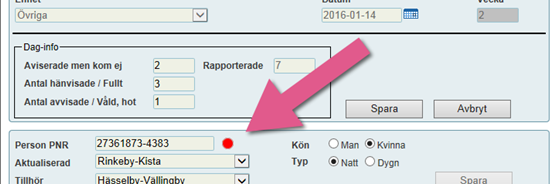 Enhet Datum Vecka
Övriga 2016-01-14 2
Dag-info
Aviserade men kom ej 2 Rapporterade 7
Antal hänvisade / Fullt 3
Antal avvisade / Våld, hot 1
Spara Avbryt
Person PNR 27361873-4383 Kön Man Kvinna
Aktualiserad Rinkeby-Kista Typ Natt Dygn
Tillhör Hässelby-Vällingby Spara